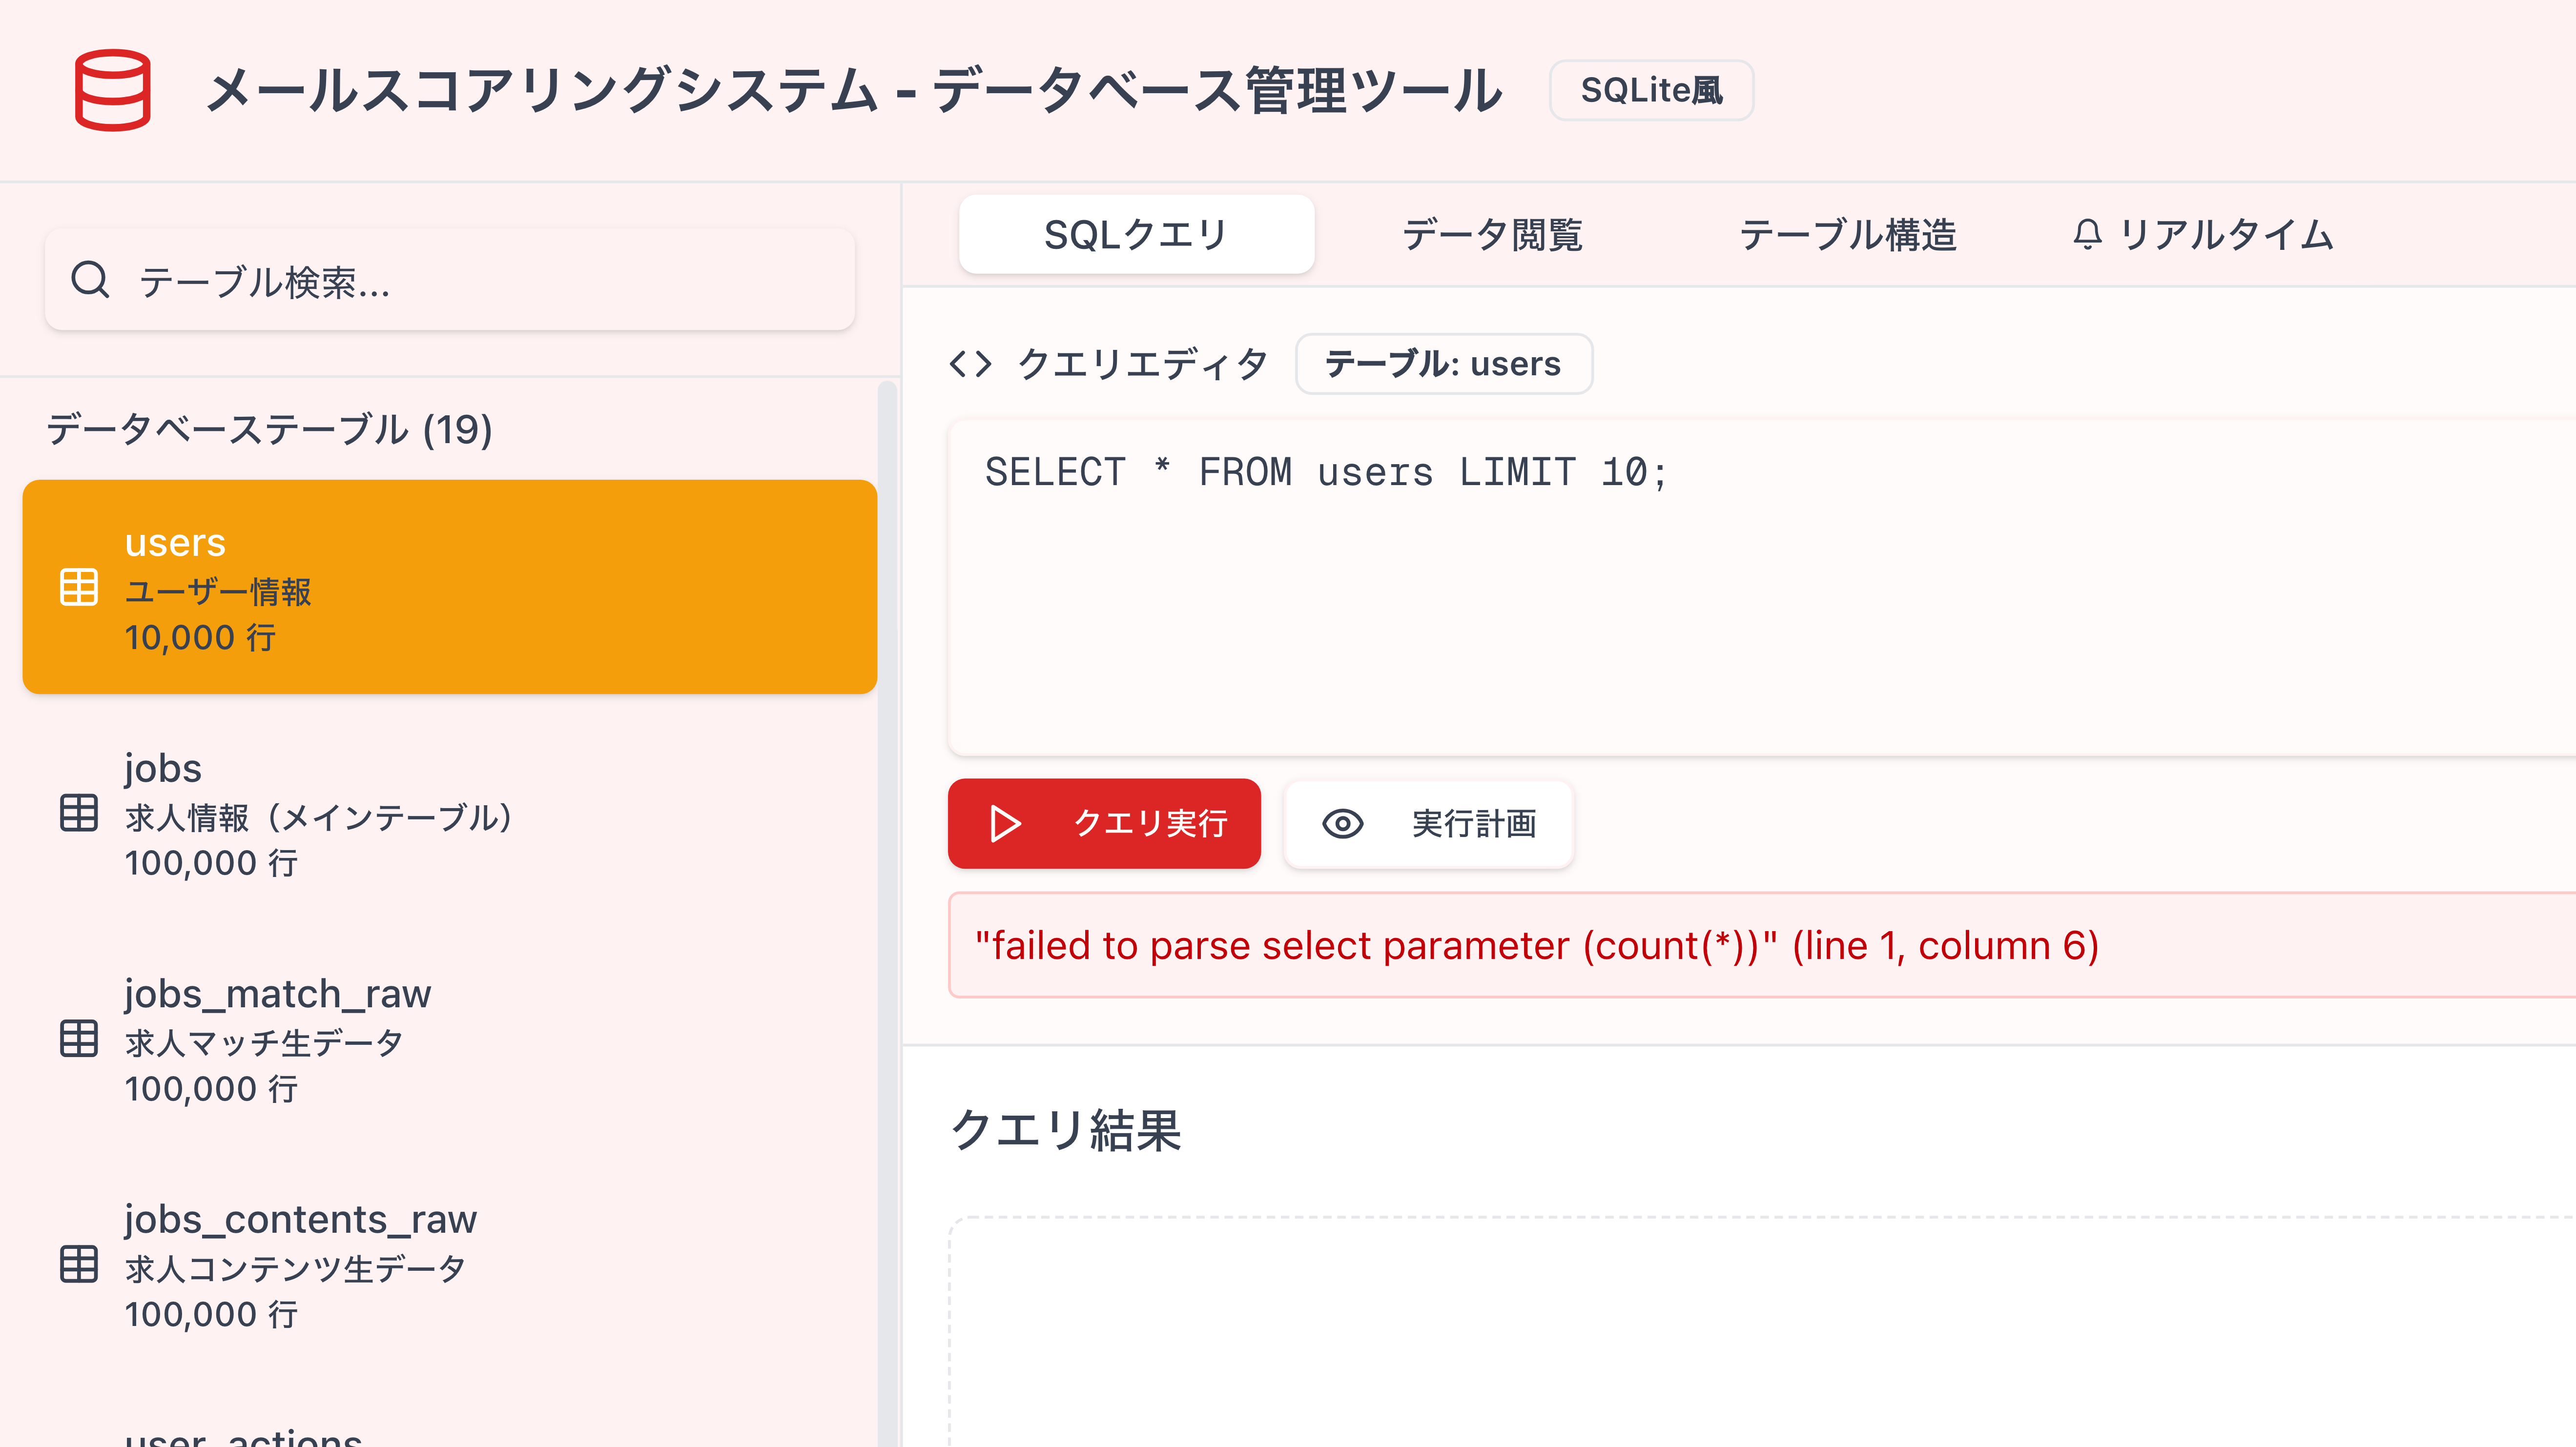 メールスコアリングシステム - データベース管理ツール
SQLite風
テーブル検索...
データベーステーブル (19)
users
ユーザー情報
10,000 行
jobs
求人情報（メインテーブル）
100,000 行
jobs_match_raw
求人マッチ生データ
100,000 行
jobs_contents_raw
求人コンテンツ生データ
100,000 行
user_actions
SQLクエリ
データ閲覧
テーブル構造
リアルタイム
クエリエディタ
テーブル: users
SELECT * FROM users LIMIT 10;
クエリ実行
実行計画
"failed to parse select parameter (count(*))" (line 1, column 6)
クエリ結果